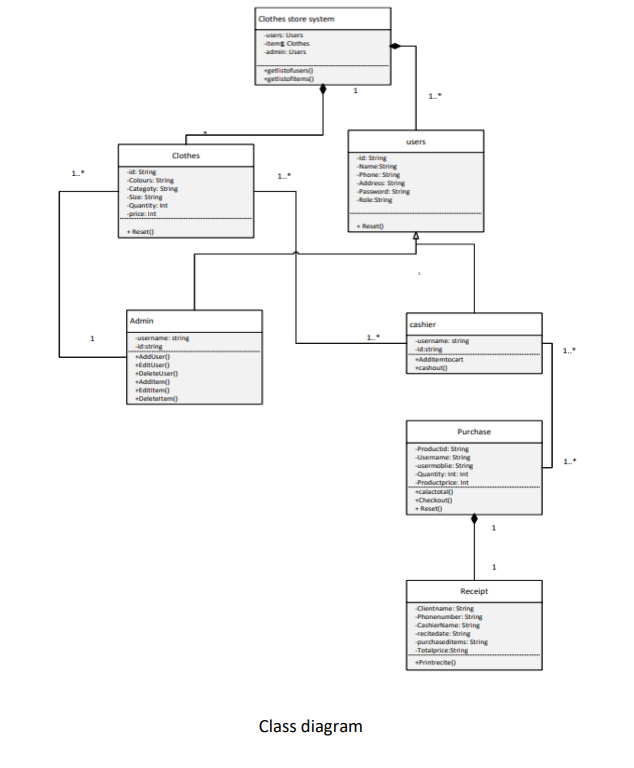 Clothes store system
-users: Users
-items: Clothes
-admin: Users
+getlistofusers()
+getlistofitems()
1
1..*
*
users
-Id: String
-Name:String
-Phone: String
-Address: String
-Password: String
-Role:String
+ Reset()
Clothes
-id: String
-Colours: String
-Categoty: String
-Size: String
-Quantity: Int
-price: Int
+ Reset()
1..*
1..*
1
1
1..*
Admin
-username: string
-id:string
+AddUser()
+EditUser()
+DeleteUser()
+AddItem()
+EditItem()
+DeleteItem()
cashier
-username: string
-id:string
+Additemtocart
+cashout()
1..*
1..*
Purchase
-Productid: String
-Username: String
-usermoblie: String
-Quantity: Int: Int
-Productprice: Int
+calactotal()
+Checkout()
+ Reset()
1
1
Receipt
-Clientname: String
-Phonenumber: String
-CashierName: String
-recitedate: String
-purchaseditems: String
-Totalprice:String
+Printrecite()
Class diagram